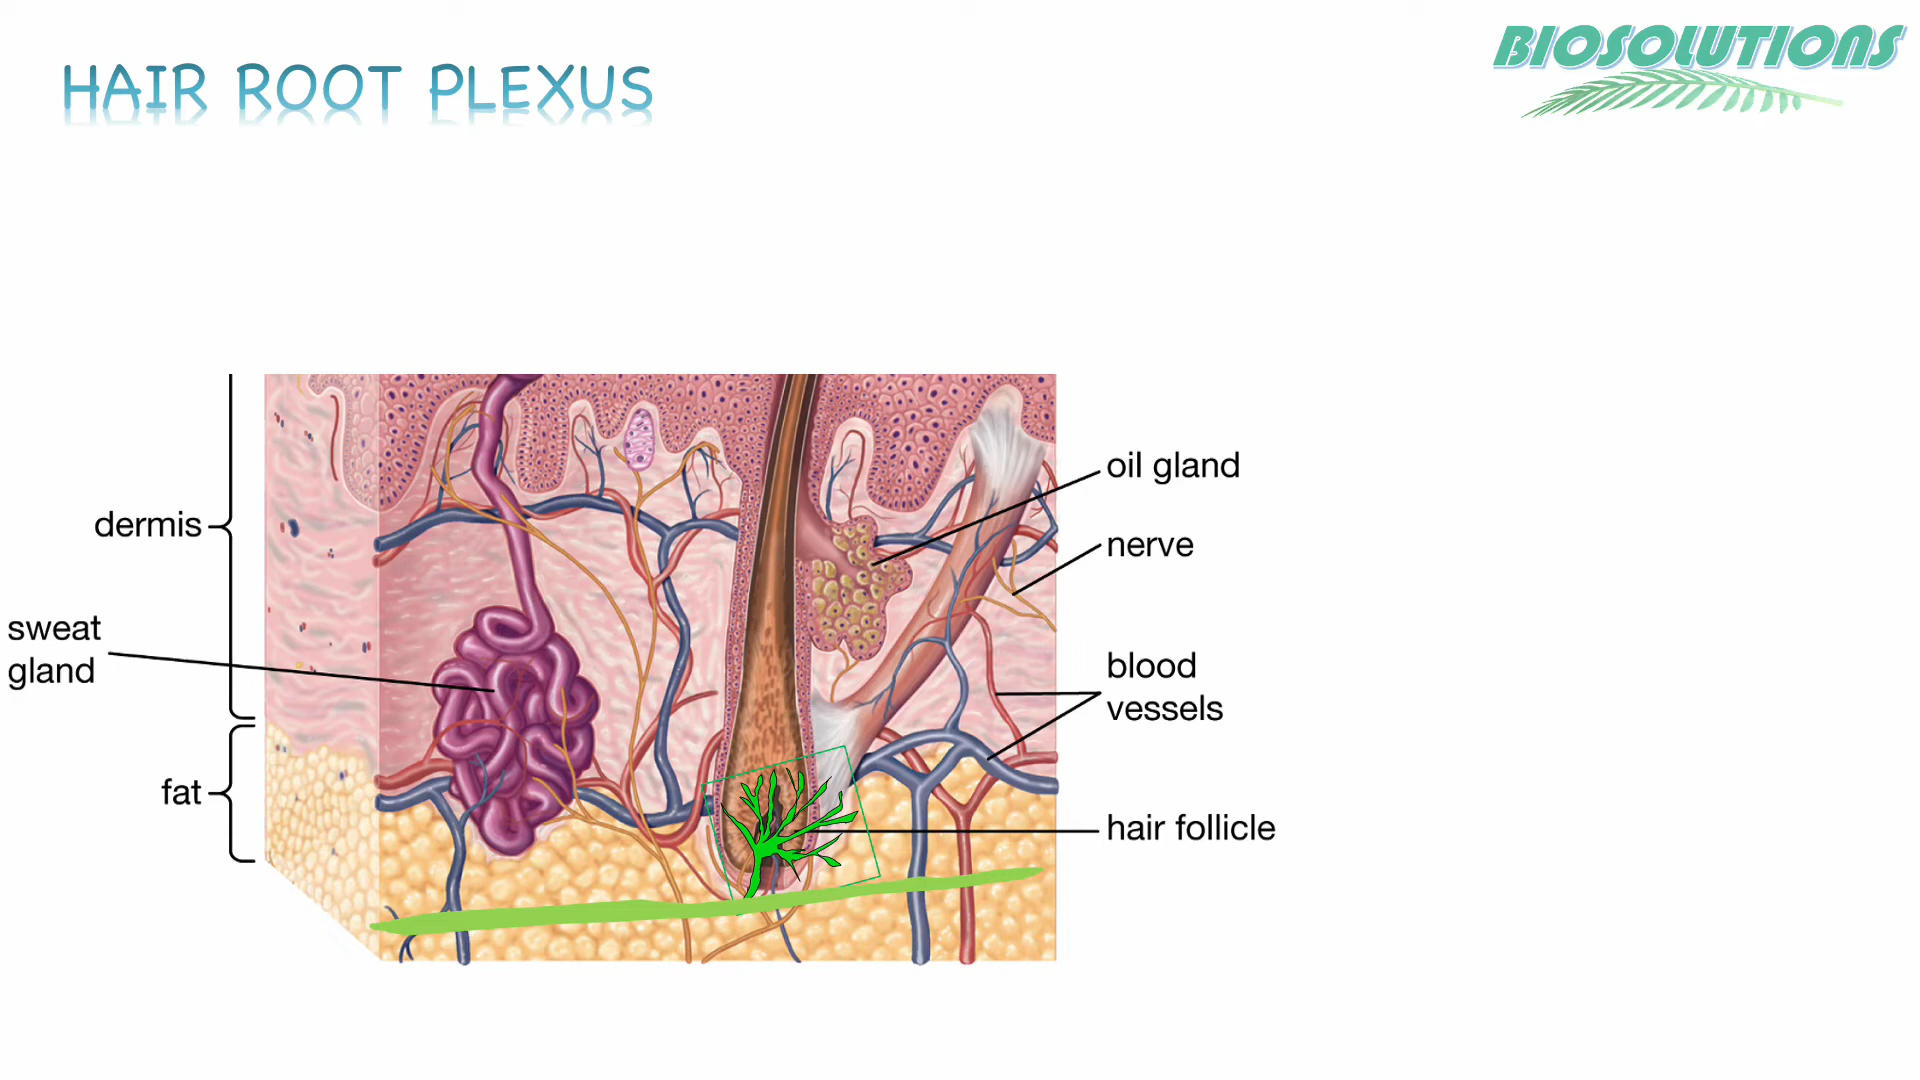 HAIR ROOT PLEXUS
BIOSOLUTIONS
dermis
sweat
gland
fat
oil gland
nerve
blood
vessels
hair follicle